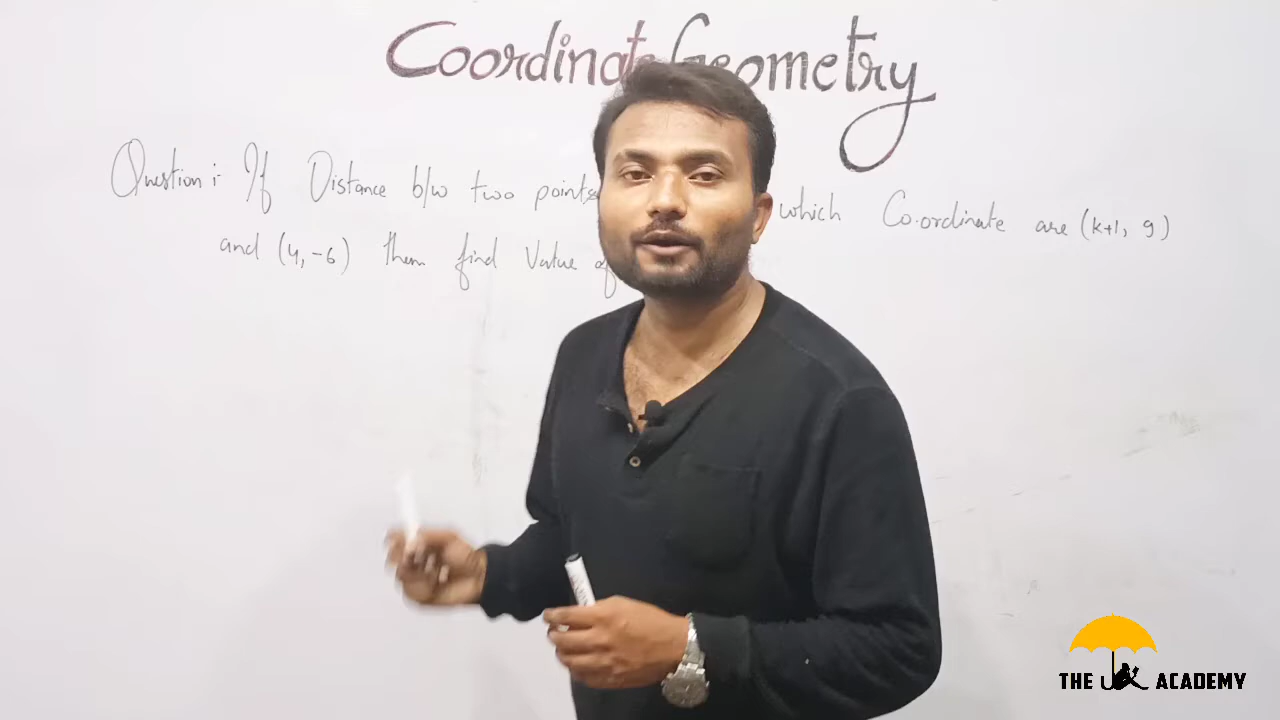 Coordinate Geometry
Question :- If Distance b/w two points which Co-ordinate are (k+1, 9)
and (4, -6) then find Value of
THE ACADEMY